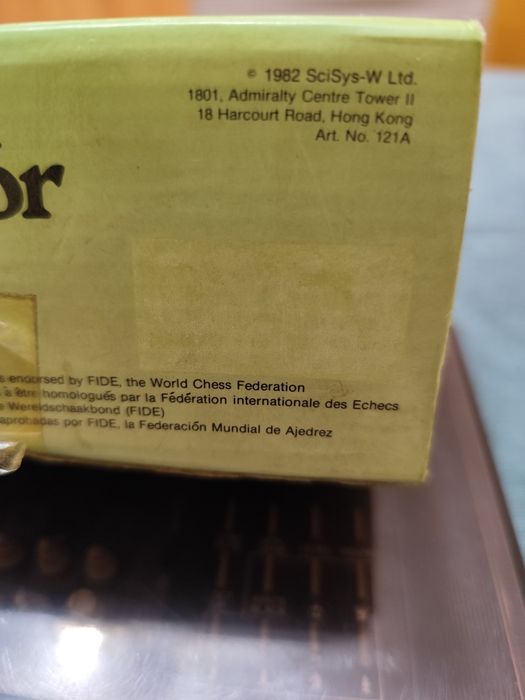 © 1982 SciSys-W Ltd.
1801, Admiralty Centre Tower II
18 Harcourt Road, Hong Kong
Art. No. 121A
or
s endorsed by FIDE, the World Chess Federation
à être homologués par la Fédération internationale des Echecs
e Wereldschaakbond (FIDE)
aprobadas por FIDE, la Federación Mundial de Ajedrez